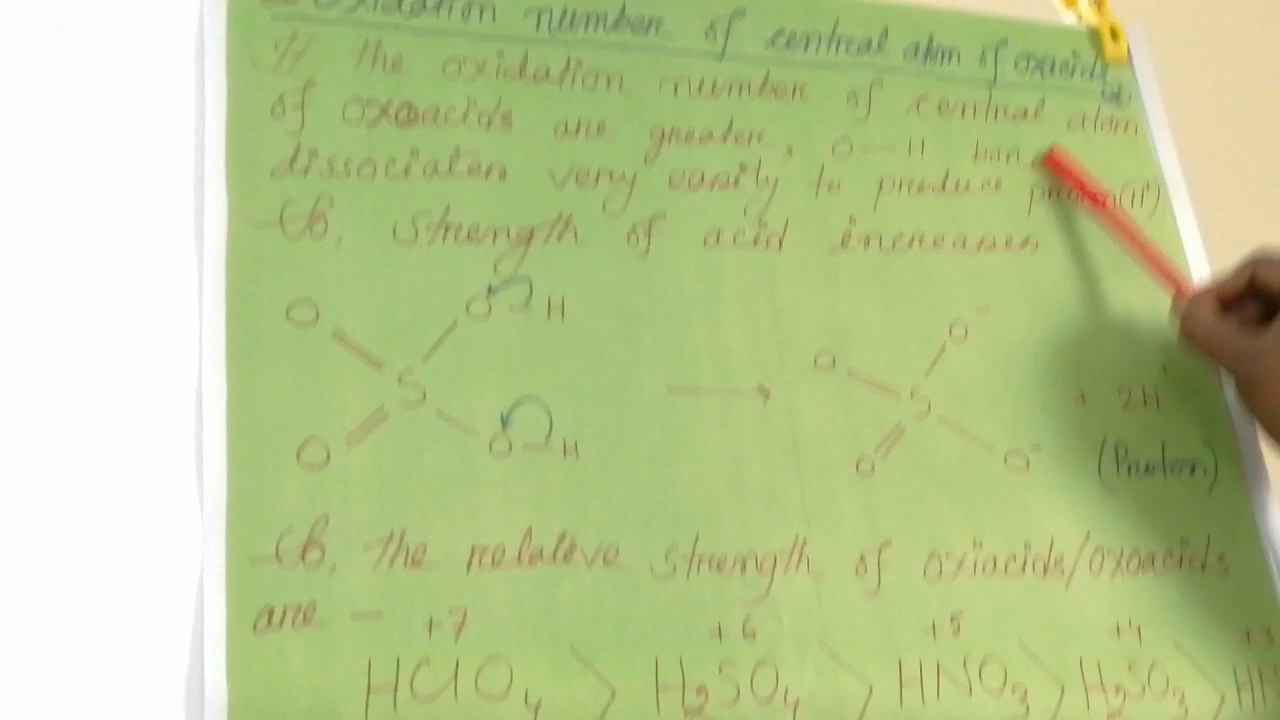 Oxidation number of central atom of oxacids
If the oxidation number of central atom
of oxoacids are greater, O—H
dissociates very easily to produce proton(H⁺)
So, strength of acid increases
O O H
S
O O H
→
O O⁻
S
O O⁻
+ 2H⁺
(Proton)
So, the relative strength of oxiacids/oxoacids
are —
+7 +6 +5 +4 +3
HClO₄ > H₂SO₄ > HNO₃ > H₂SO₃ >